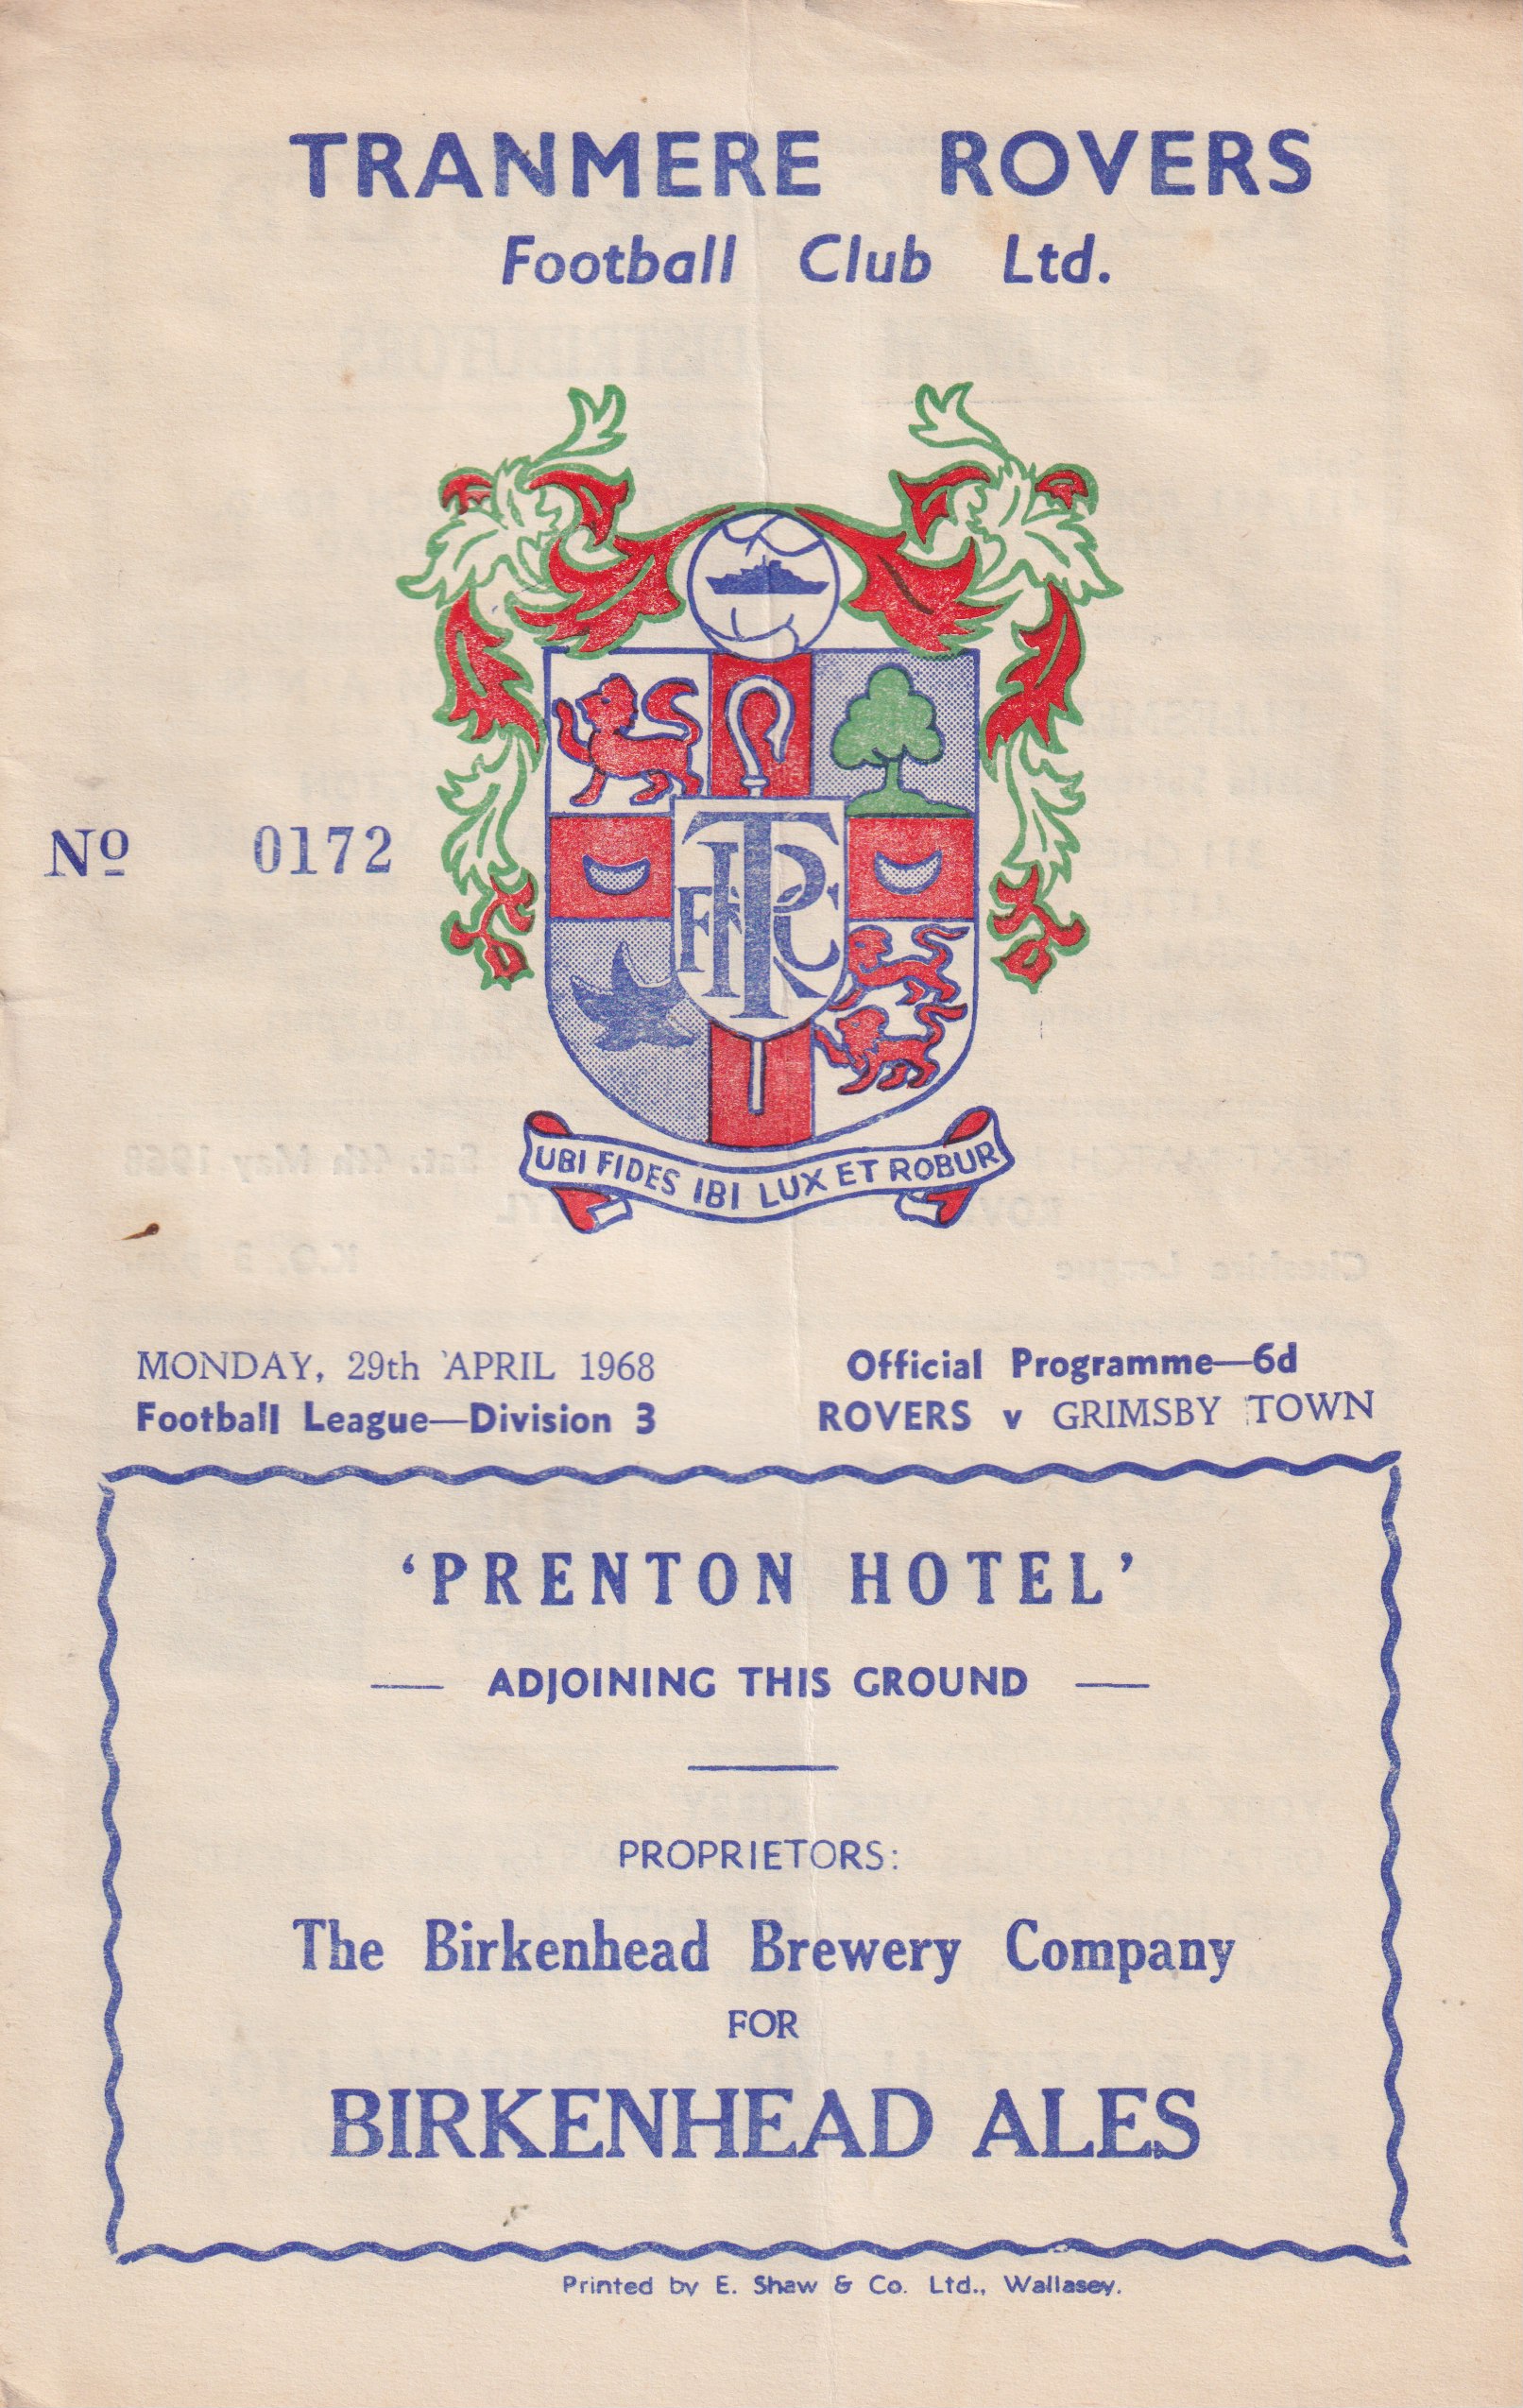 TRANMERE ROVERS
Football Club Ltd.
Nº 0172
TRFC
UBI FIDES IBI LUX ET ROBUR
MONDAY, 29th APRIL 1968
Football League—Division 3
Official Programme—6d
ROVERS v GRIMSBY TOWN
‘PRENTON HOTEL’
— ADJOINING THIS GROUND —
PROPRIETORS:
The Birkenhead Brewery Company
FOR
BIRKENHEAD ALES
Printed by E. Shaw & Co. Ltd., Wallasey.